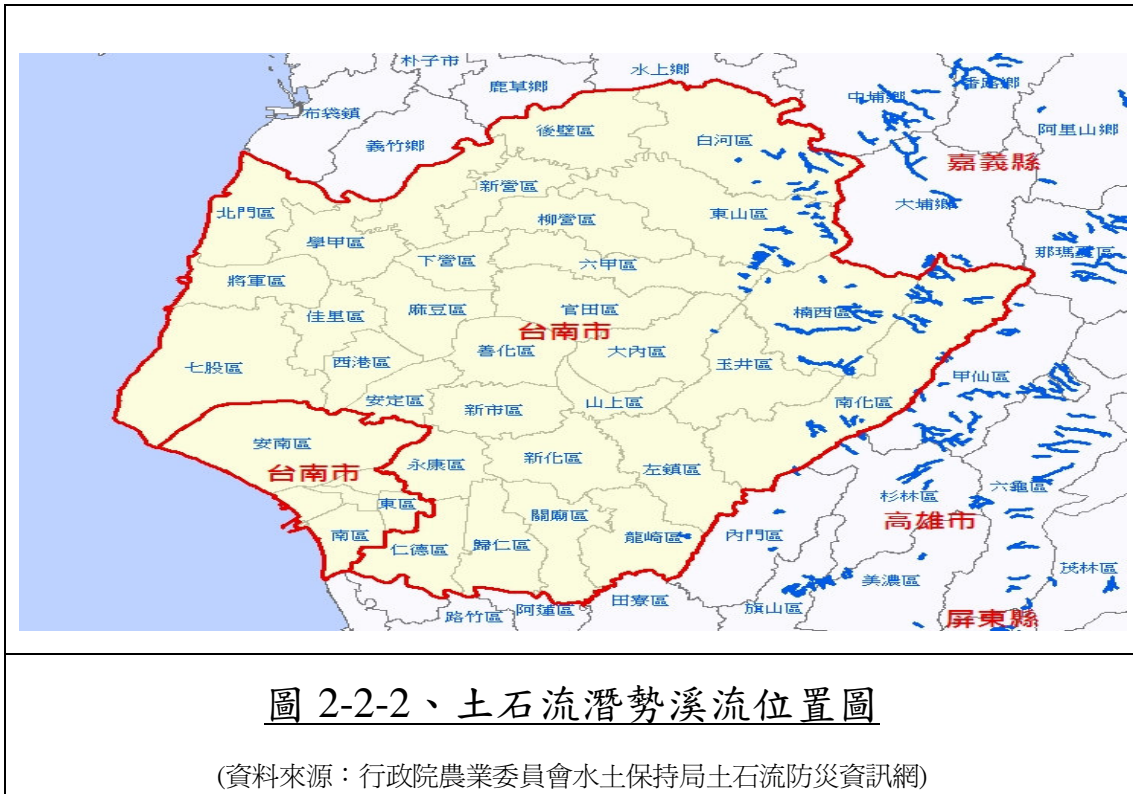 朴子市
鹿草鄉
水上鄉
中埔鄉
番路鄉
布袋鎮
義竹鄉
後壁區
白河區
阿里山鄉
嘉義縣
新營區
大埔鄉
北門區
柳營區
東山區
學甲區
下營區
六甲區
那瑪夏區
將軍區
佳里區
麻豆區
官田區
楠西區
台南市
七股區
西港區
善化區
大內區
玉井區
甲仙區
安定區
新市區
山上區
南化區
安南區
永康區
新化區
左鎮區
台南市
東區
杉林區
六龜區
南區
仁德區
歸仁區
關廟區
龍崎區
內門區
高雄市
美濃區
茂林區
路竹區
阿蓮區
田寮區
旗山區
屏東縣
圖 2-2-2、土石流潛勢溪流位置圖
(資料來源：行政院農業委員會水土保持局土石流防災資訊網)